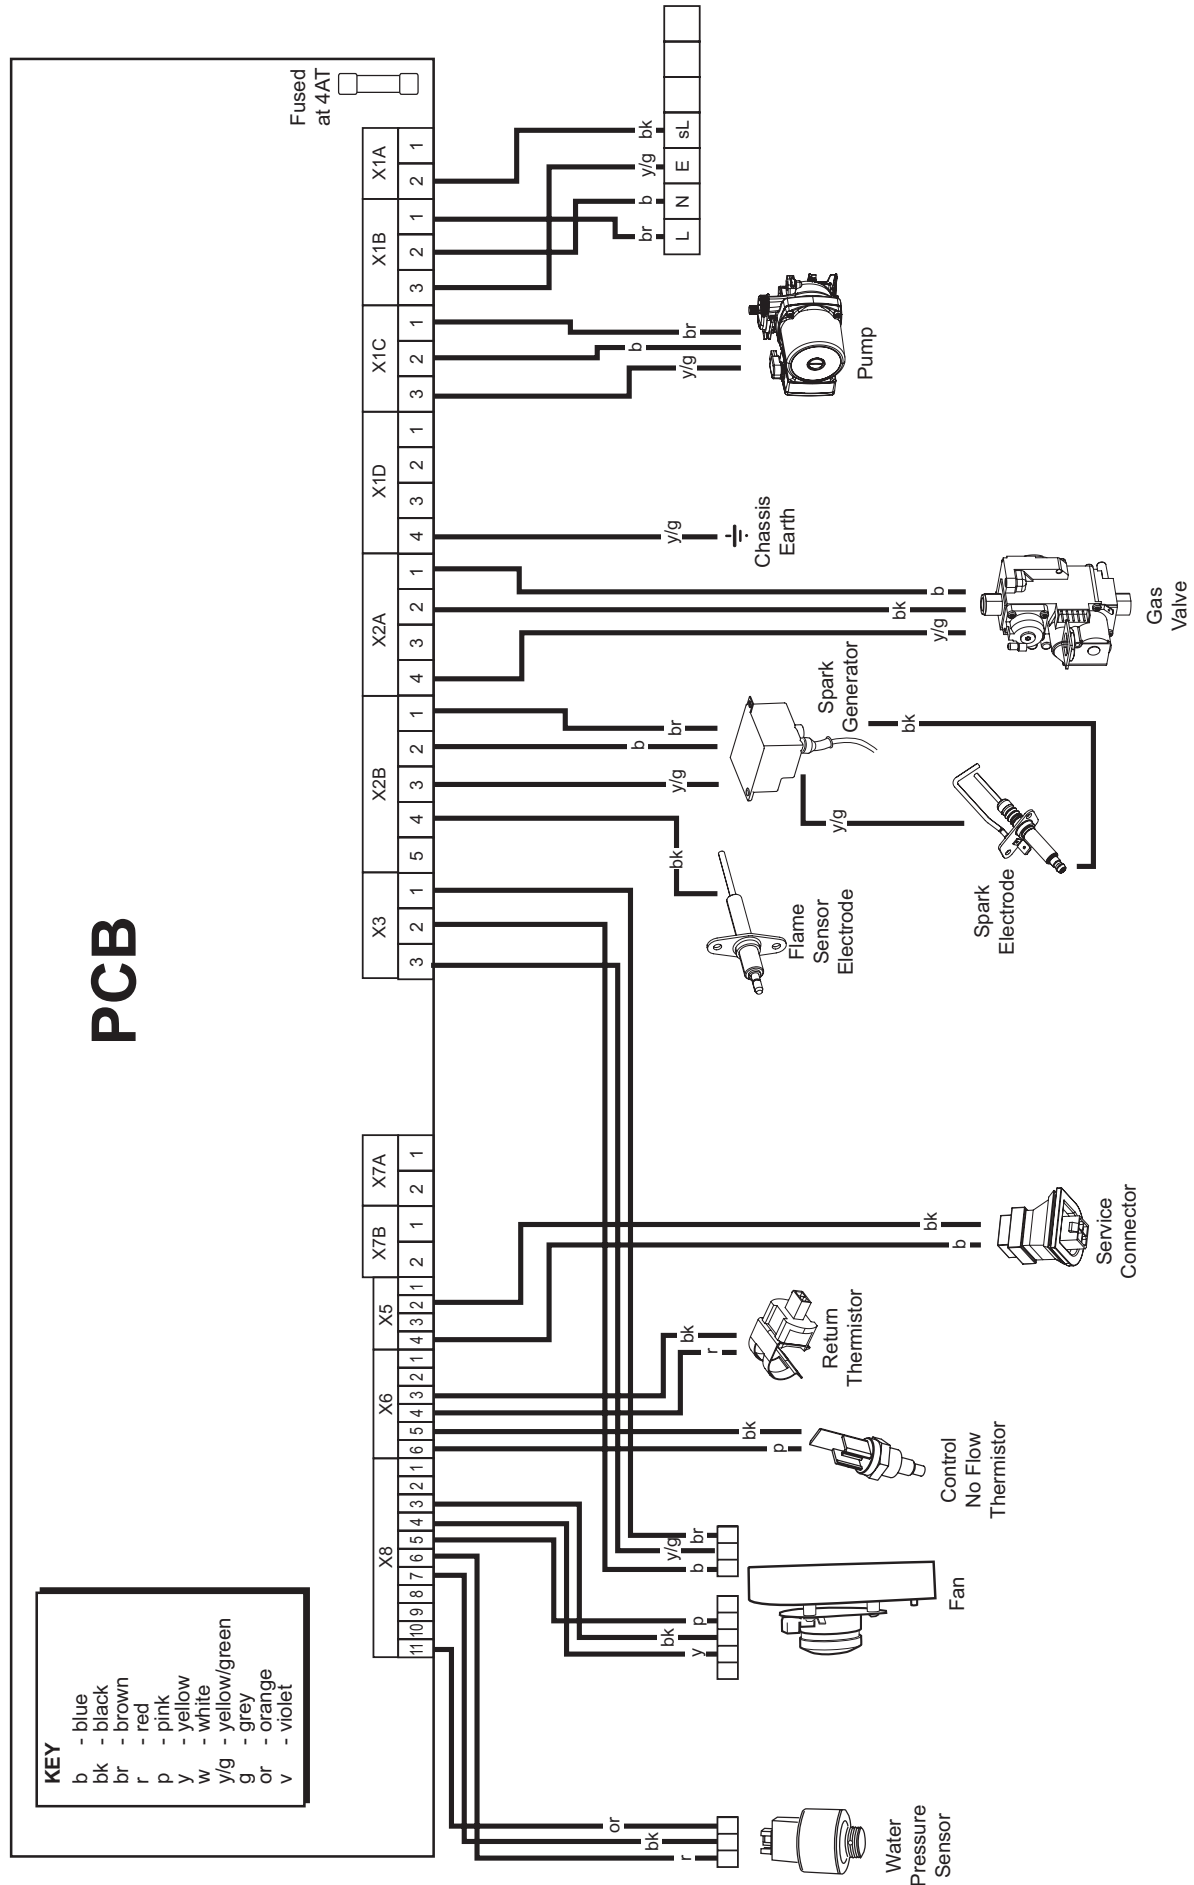 PCB
KEY
b - blue
bk - black
br - brown
r - red
p - pink
y - yellow
w - white
y/g - yellow/green
g - grey
or - orange
v - violet
Fused
at 4AT
X8
X6
X5
X7B
X7A
X3
X2B
X2A
X1D
X1C
X1B
X1A
11 10 9 8 7 6 5 4 3 2 1
6 5 4 3 2 1
4 3 2 1
2 1
2 1
3 2 1
5 4 3 2 1
4 3 2 1
4 3 2 1
3 2 1
3 2 1
2 1
r
bk
or
Water
Pressure
Sensor
y
bk
p
b
y/g
br
Fan
p
bk
Control
No Flow
Thermistor
r
bk
Return
Thermistor
b
bk
Service
Connector
bk
Flame
Sensor
Electrode
y/g
b
br
Spark
Generator
y/g
bk
Spark
Electrode
y/g
bk
b
Gas
Valve
y/g
Chassis
Earth
y/g
b
br
Pump
br
b
y/g
bk
L N E sL